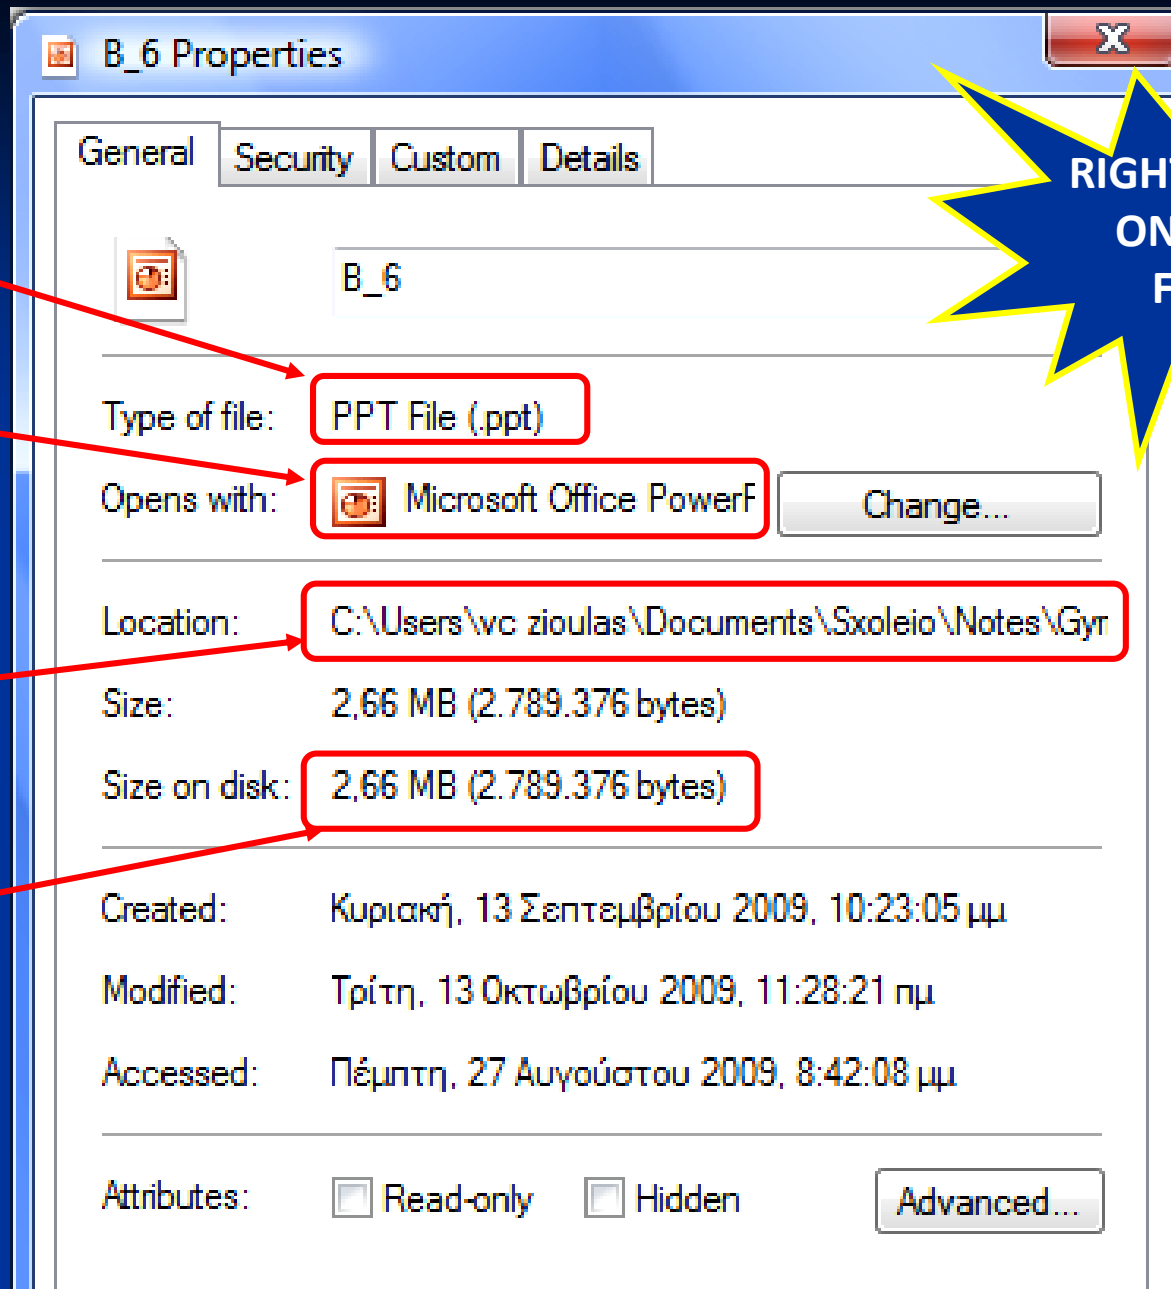 B_6 Properties
General Security Custom Details
RIGH
ON
F
B_6
Type of file: PPT File (.ppt)
Opens with: Microsoft Office PowerF Change...
Location: C:\Users\vc zioulas\Documents\Sxoleio\Notes\Gyr
Size: 2,66 MB (2.789.376 bytes)
Size on disk: 2,66 MB (2.789.376 bytes)
Created: Κυριακή, 13 Σεπτεμβρίου 2009, 10:23:05 μμ
Modified: Τρίτη, 13 Οκτωβρίου 2009, 11:28:21 πμ
Accessed: Πέμπτη, 27 Αυγούστου 2009, 8:42:08 μμ
Attributes: Read-only Hidden Advanced...